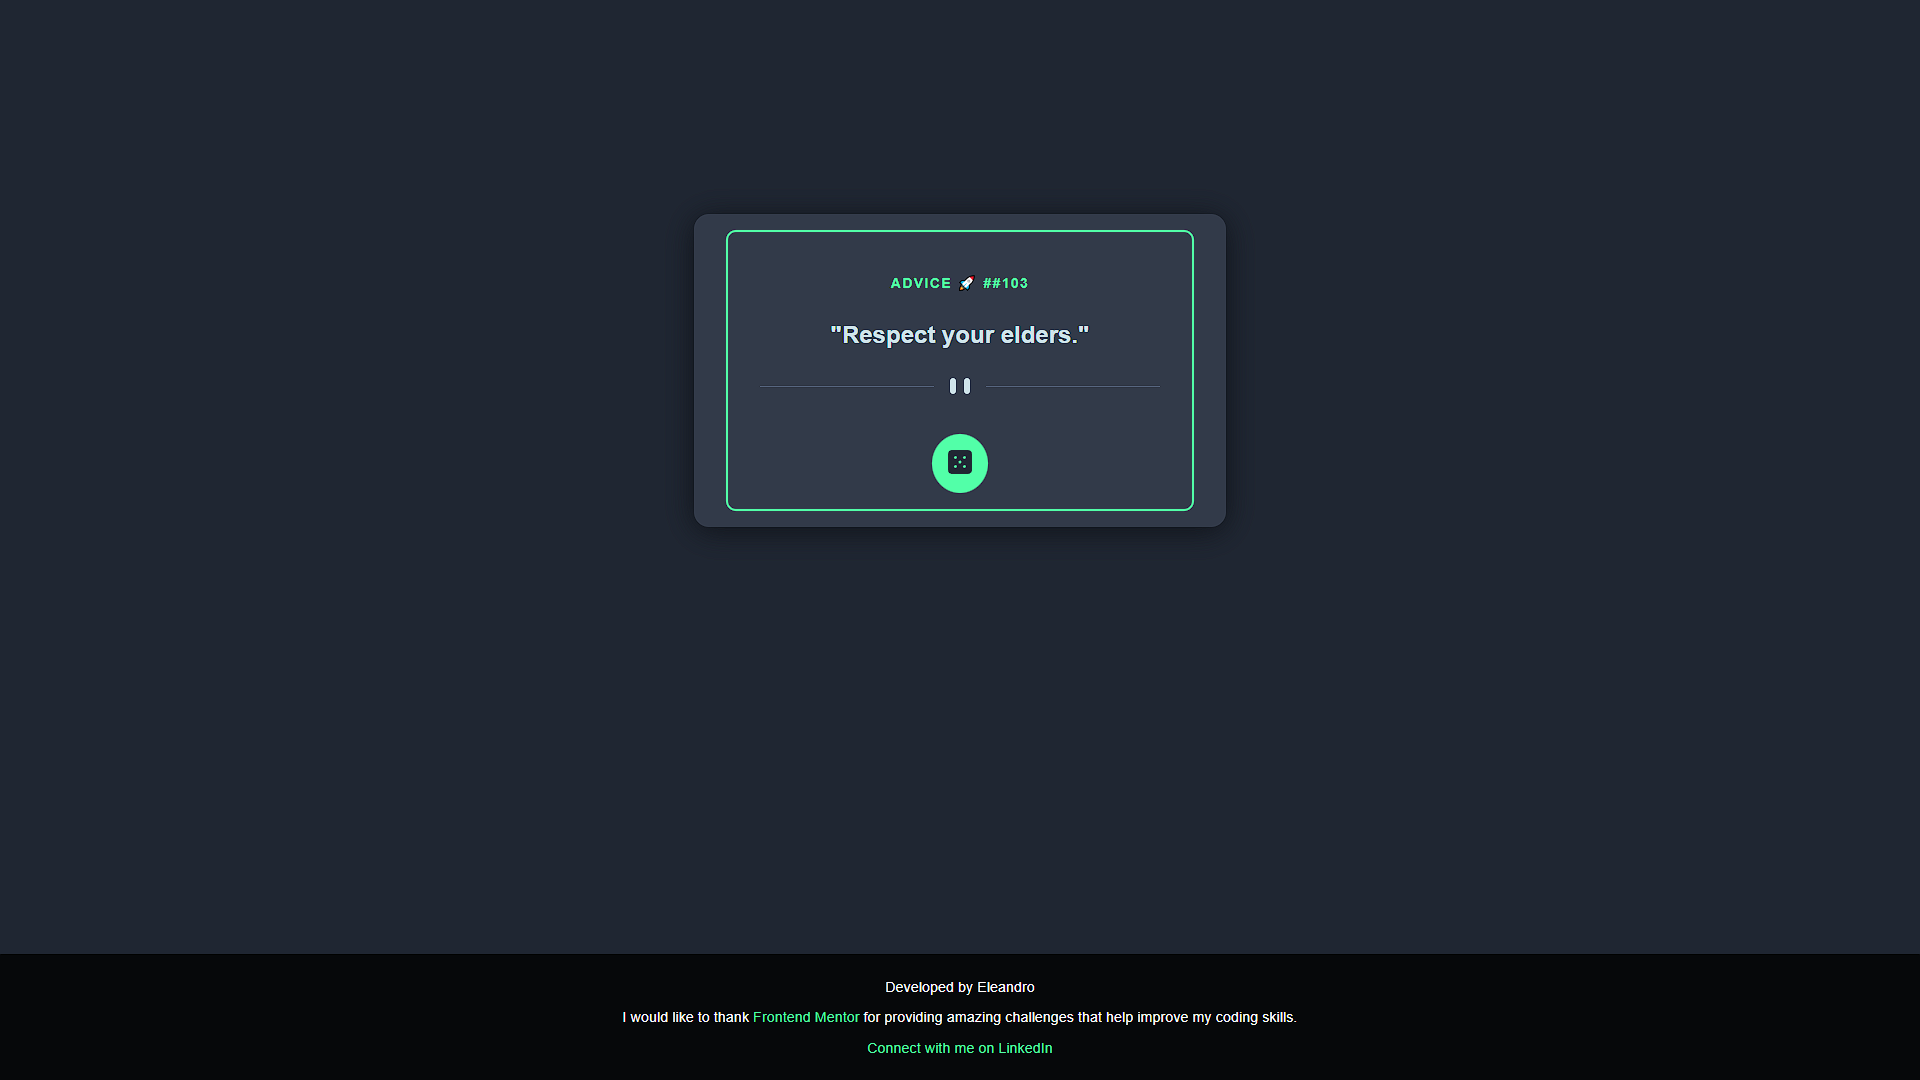 ADVICE 🚀 ##103
"Respect your elders."
Developed by Eleandro
I would like to thank Frontend Mentor for providing amazing challenges that help improve my coding skills.
Connect with me on LinkedIn